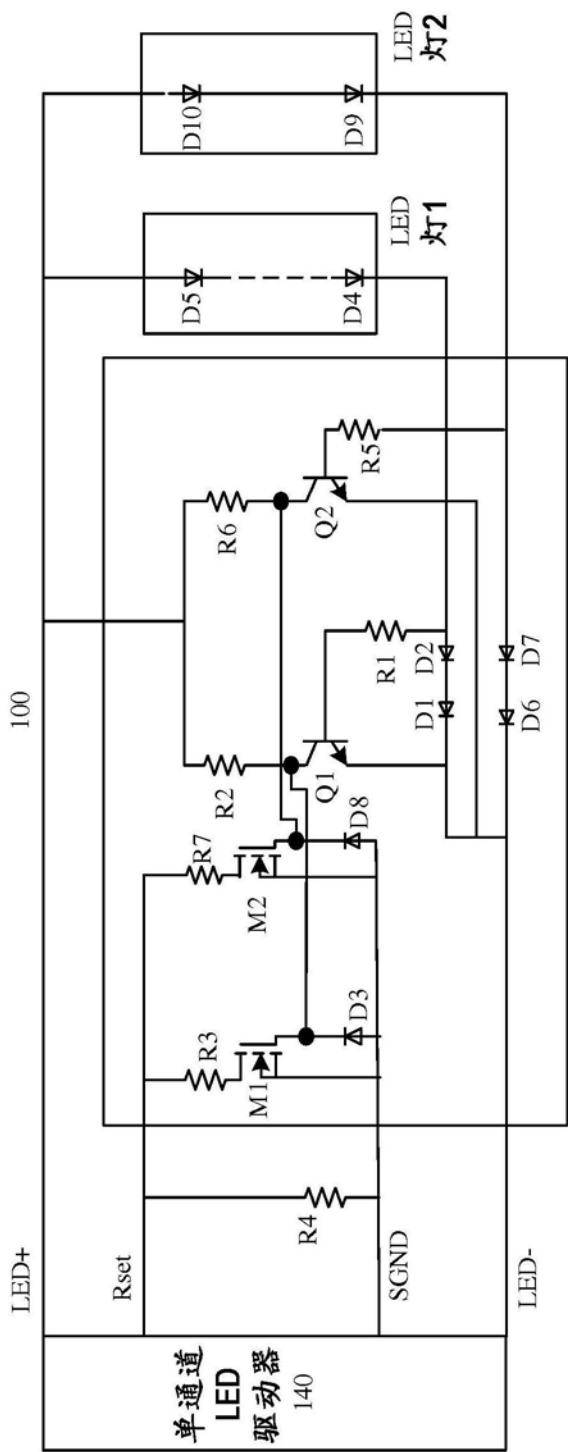 100
LED+
Rset
SGND
LED-
单通道
LED
驱动器
140
R4
R3
M1
D3
R7
M2
D8
R2
Q1
R1
D1
D2
R6
Q2
R5
D6
D7
D5
D4
LED
灯1
D10
D9
LED
灯2